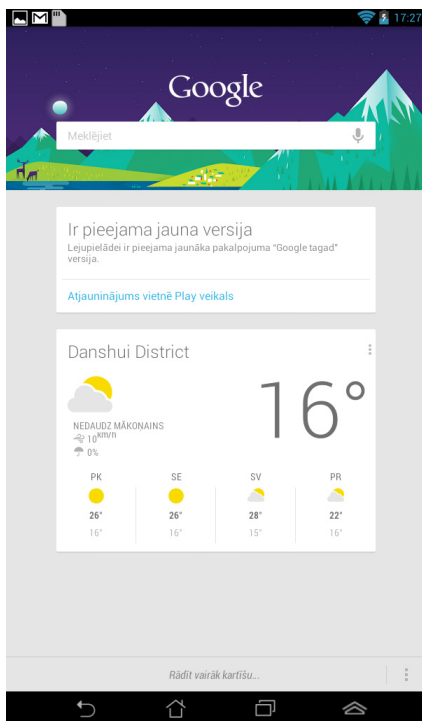 17:27
Google
Meklējiet
Ir pieejama jauna versija
Lejupielādei ir pieejama jaunāka pakalpojuma “Google tagad”
versija.
Atjauninājums vietnē Play veikals
Danshui District
16°
NEDAUDZ MĀKOŅAINS
10km/h
0%
PK SE SV PR
26° 26° 28° 22°
16° 16° 15° 16°
Rādīt vairāk kartīšu...